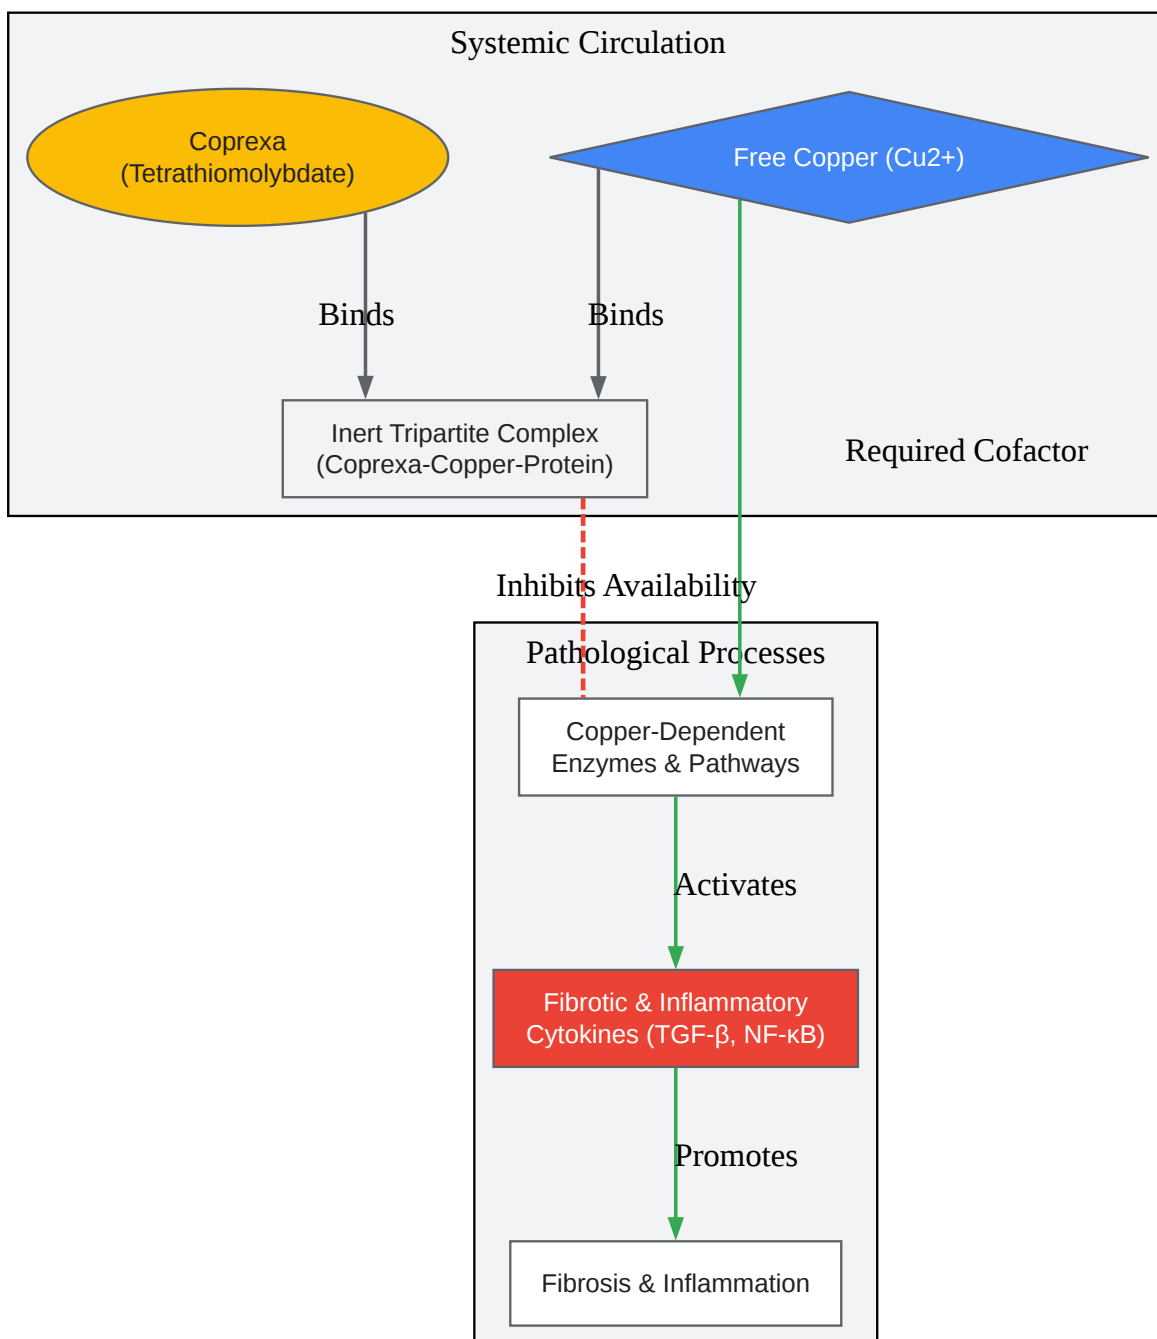 Systemic Circulation
Coprexa
(Tetrathiomolybdate)
Free Copper (Cu2+)
Binds
Binds
Inert Tripartite Complex
(Coprexa-Copper-Protein)
Required Cofactor
Inhibits Availability
Pathological Processes
Copper-Dependent
Enzymes & Pathways
Activates
Fibrotic & Inflammatory
Cytokines (TGF-β, NF-κB)
Promotes
Fibrosis & Inflammation